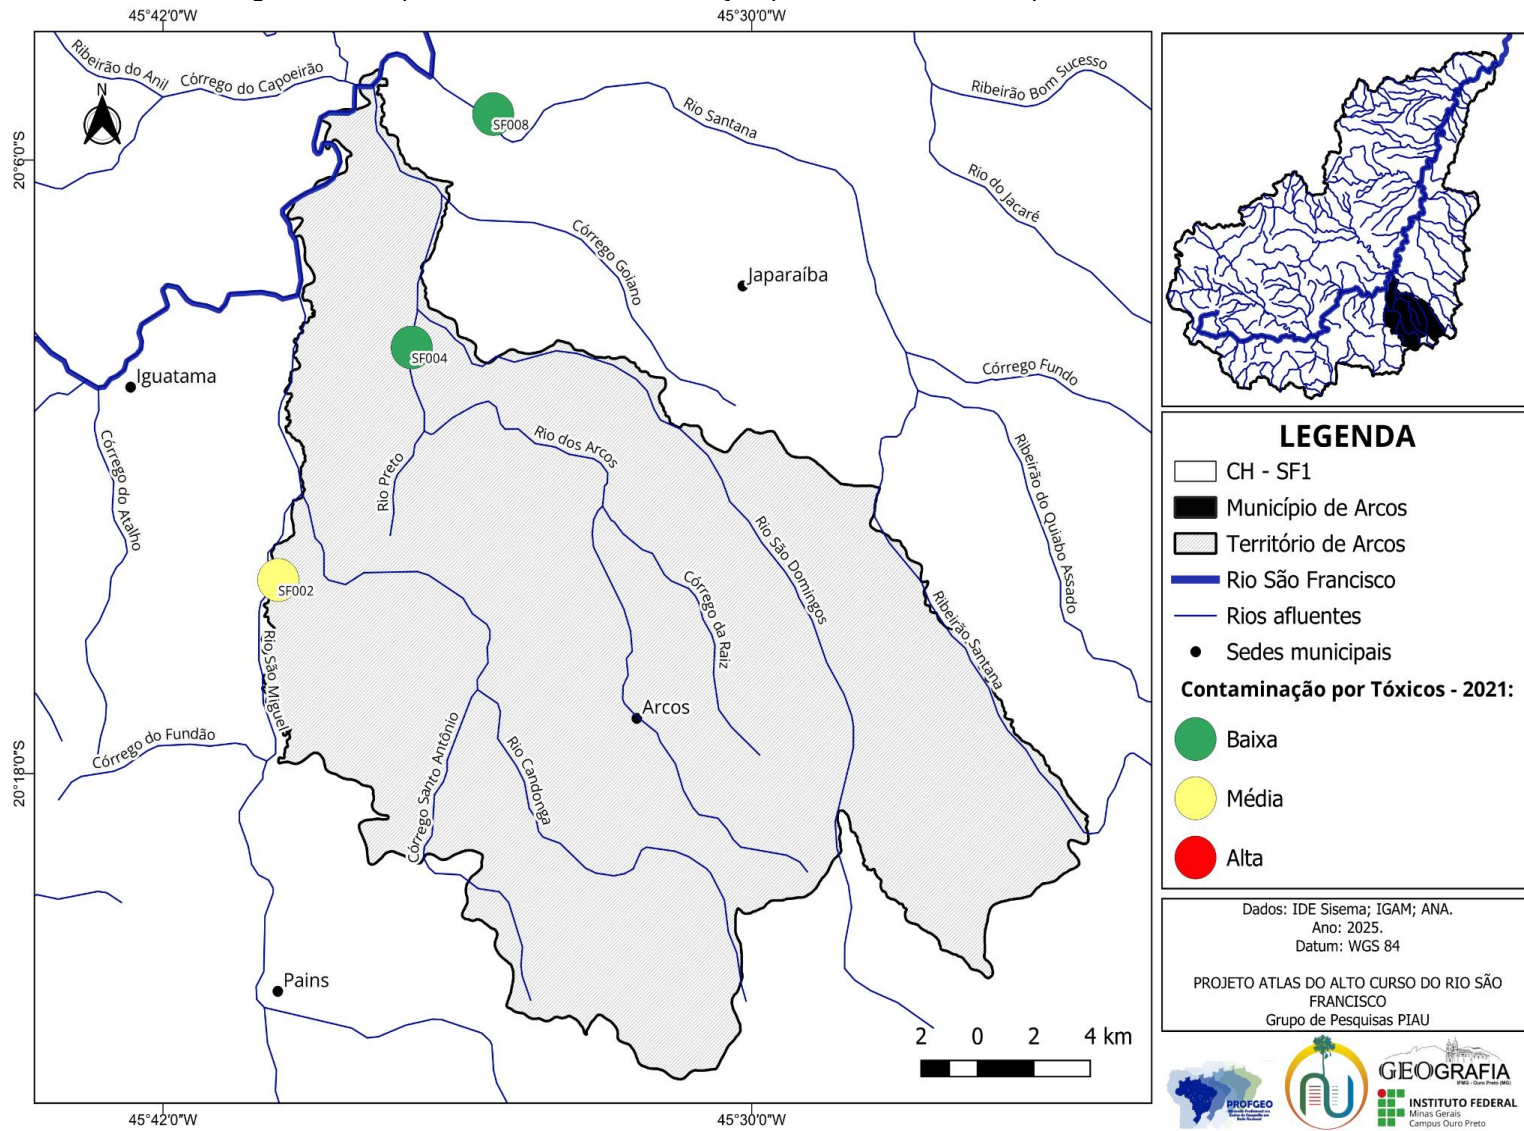 45°42'0"W
45°30'0"W
Ribeirão do Anil
Córrego do Capoeirão
N
SF008
Rio Santana
Ribeirão Bom Sucesso
20°6'0"S
Rio do Jacaré
Córrego Goiano
Japaraíba
SF004
Iguatama
Córrego Fundo
Córrego do Atalho
Rio Preto
Rio dos Arcos
Ribeirão do Quiabo Assado
Rio São Domingos
SF002
Córrego da Raiz
Ribeirão Santana
Rio São Miguel
Arcos
Córrego do Fundão
Córrego Santo Antônio
Rio Candonga
20°18'0"S
Pains
2 0 2 4 km
45°42'0"W
45°30'0"W
LEGENDA
CH - SF1
Município de Arcos
Território de Arcos
Rio São Francisco
Rios afluentes
Sedes municipais
Contaminação por Tóxicos - 2021:
Baixa
Média
Alta
Dados: IDE Sisema; IGAM; ANA.
Ano: 2025.
Datum: WGS 84
PROJETO ATLAS DO ALTO CURSO DO RIO SÃO
FRANCISCO
Grupo de Pesquisas PIAU
PROFGEO
GEOGRAFIA
IFMG - Ouro Preto (MG)
INSTITUTO FEDERAL
Minas Gerais
Campus Ouro Preto